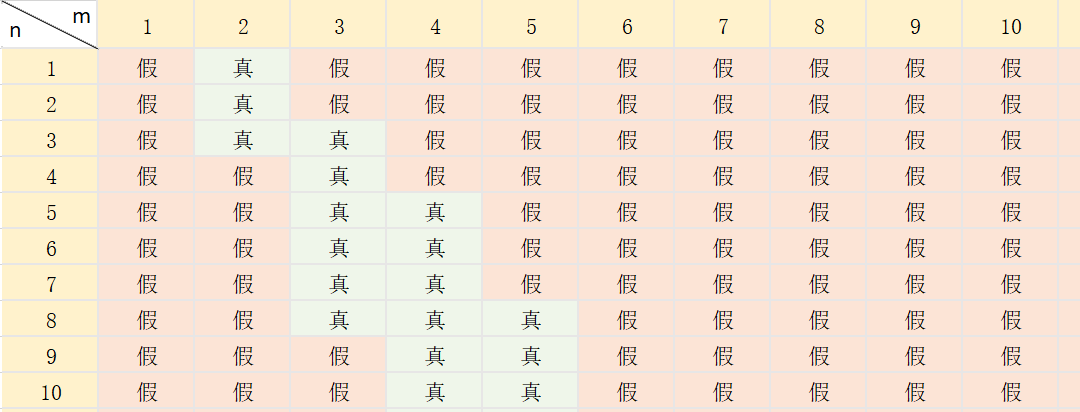 m
n
1 2 3 4 5 6 7 8 9 10
1 假 真 假 假 假 假 假 假 假 假
2 假 真 假 假 假 假 假 假 假 假
3 假 真 真 假 假 假 假 假 假 假
4 假 假 真 假 假 假 假 假 假 假
5 假 假 真 真 假 假 假 假 假 假
6 假 假 真 真 假 假 假 假 假 假
7 假 假 真 真 假 假 假 假 假 假
8 假 假 真 真 真 假 假 假 假 假
9 假 假 假 真 真 假 假 假 假 假
10 假 假 假 真 真 假 假 假 假 假